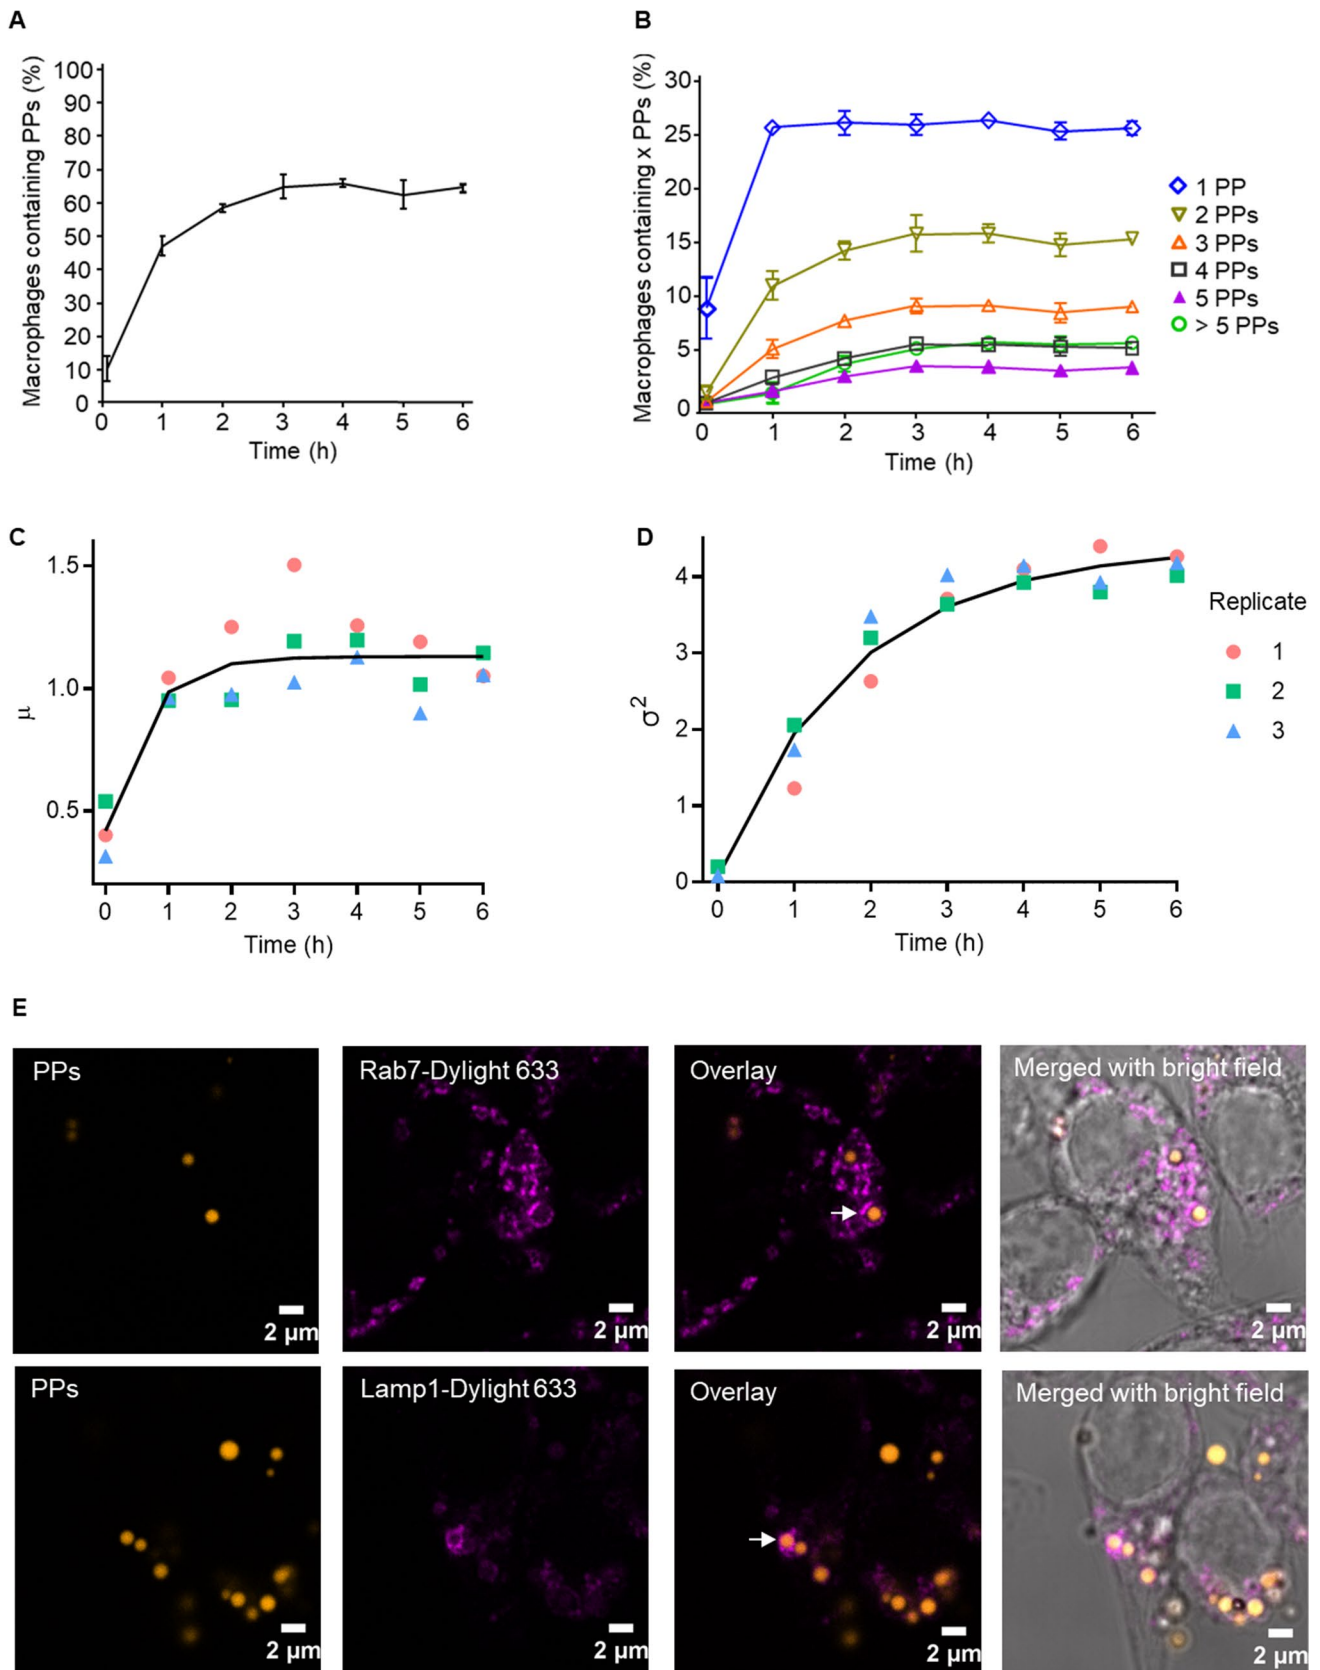 A
Macrophages containing PPs (%)
100
90
80
70
60
50
40
30
20
10
0
0 1 2 3 4 5 6
Time (h)
B
Macrophages containing x PPs (%)
30
25
20
15
10
5
0
0 1 2 3 4 5 6
Time (h)
1 PP
2 PPs
3 PPs
4 PPs
5 PPs
> 5 PPs
C
μ
1.5
1.0
0.5
0 1 2 3 4 5 6
Time (h)
D
σ²
4
3
2
1
0
0 1 2 3 4 5 6
Time (h)
Replicate
1
2
3
E
PPs
2 µm
Rab7-Dylight 633
2 µm
Overlay
2 µm
Merged with bright field
2 µm
PPs
2 µm
Lamp1-Dylight 633
2 µm
Overlay
2 µm
Merged with bright field
2 µm